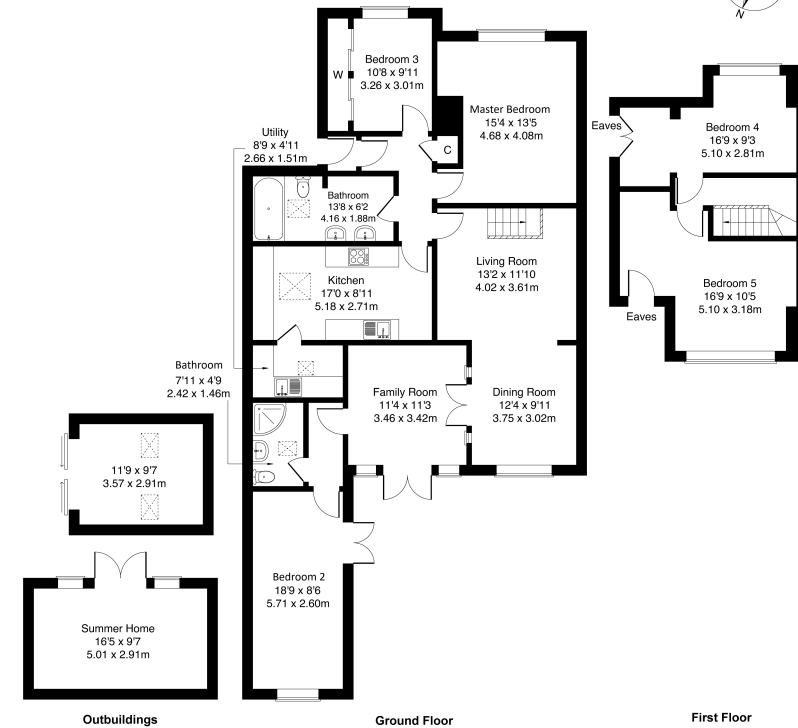 N
Bedroom 3
10'8 x 9'11
3.26 x 3.01m
W
Master Bedroom
15'4 x 13'5
4.68 x 4.08m
C
Utility
8'9 x 4'11
2.66 x 1.51m
Bathroom
13'8 x 6'2
4.16 x 1.88m
Kitchen
17'0 x 8'11
5.18 x 2.71m
Living Room
13'2 x 11'10
4.02 x 3.61m
Eaves
Bedroom 4
16'9 x 9'3
5.10 x 2.81m
Bedroom 5
16'9 x 10'5
5.10 x 3.18m
Eaves
Bathroom
7'11 x 4'9
2.42 x 1.46m
Family Room
11'4 x 11'3
3.46 x 3.42m
Dining Room
12'4 x 9'11
3.75 x 3.02m
11'9 x 9'7
3.57 x 2.91m
Bedroom 2
18'9 x 8'6
5.71 x 2.60m
Summer Home
16'5 x 9'7
5.01 x 2.91m
Outbuildings
Ground Floor
First Floor